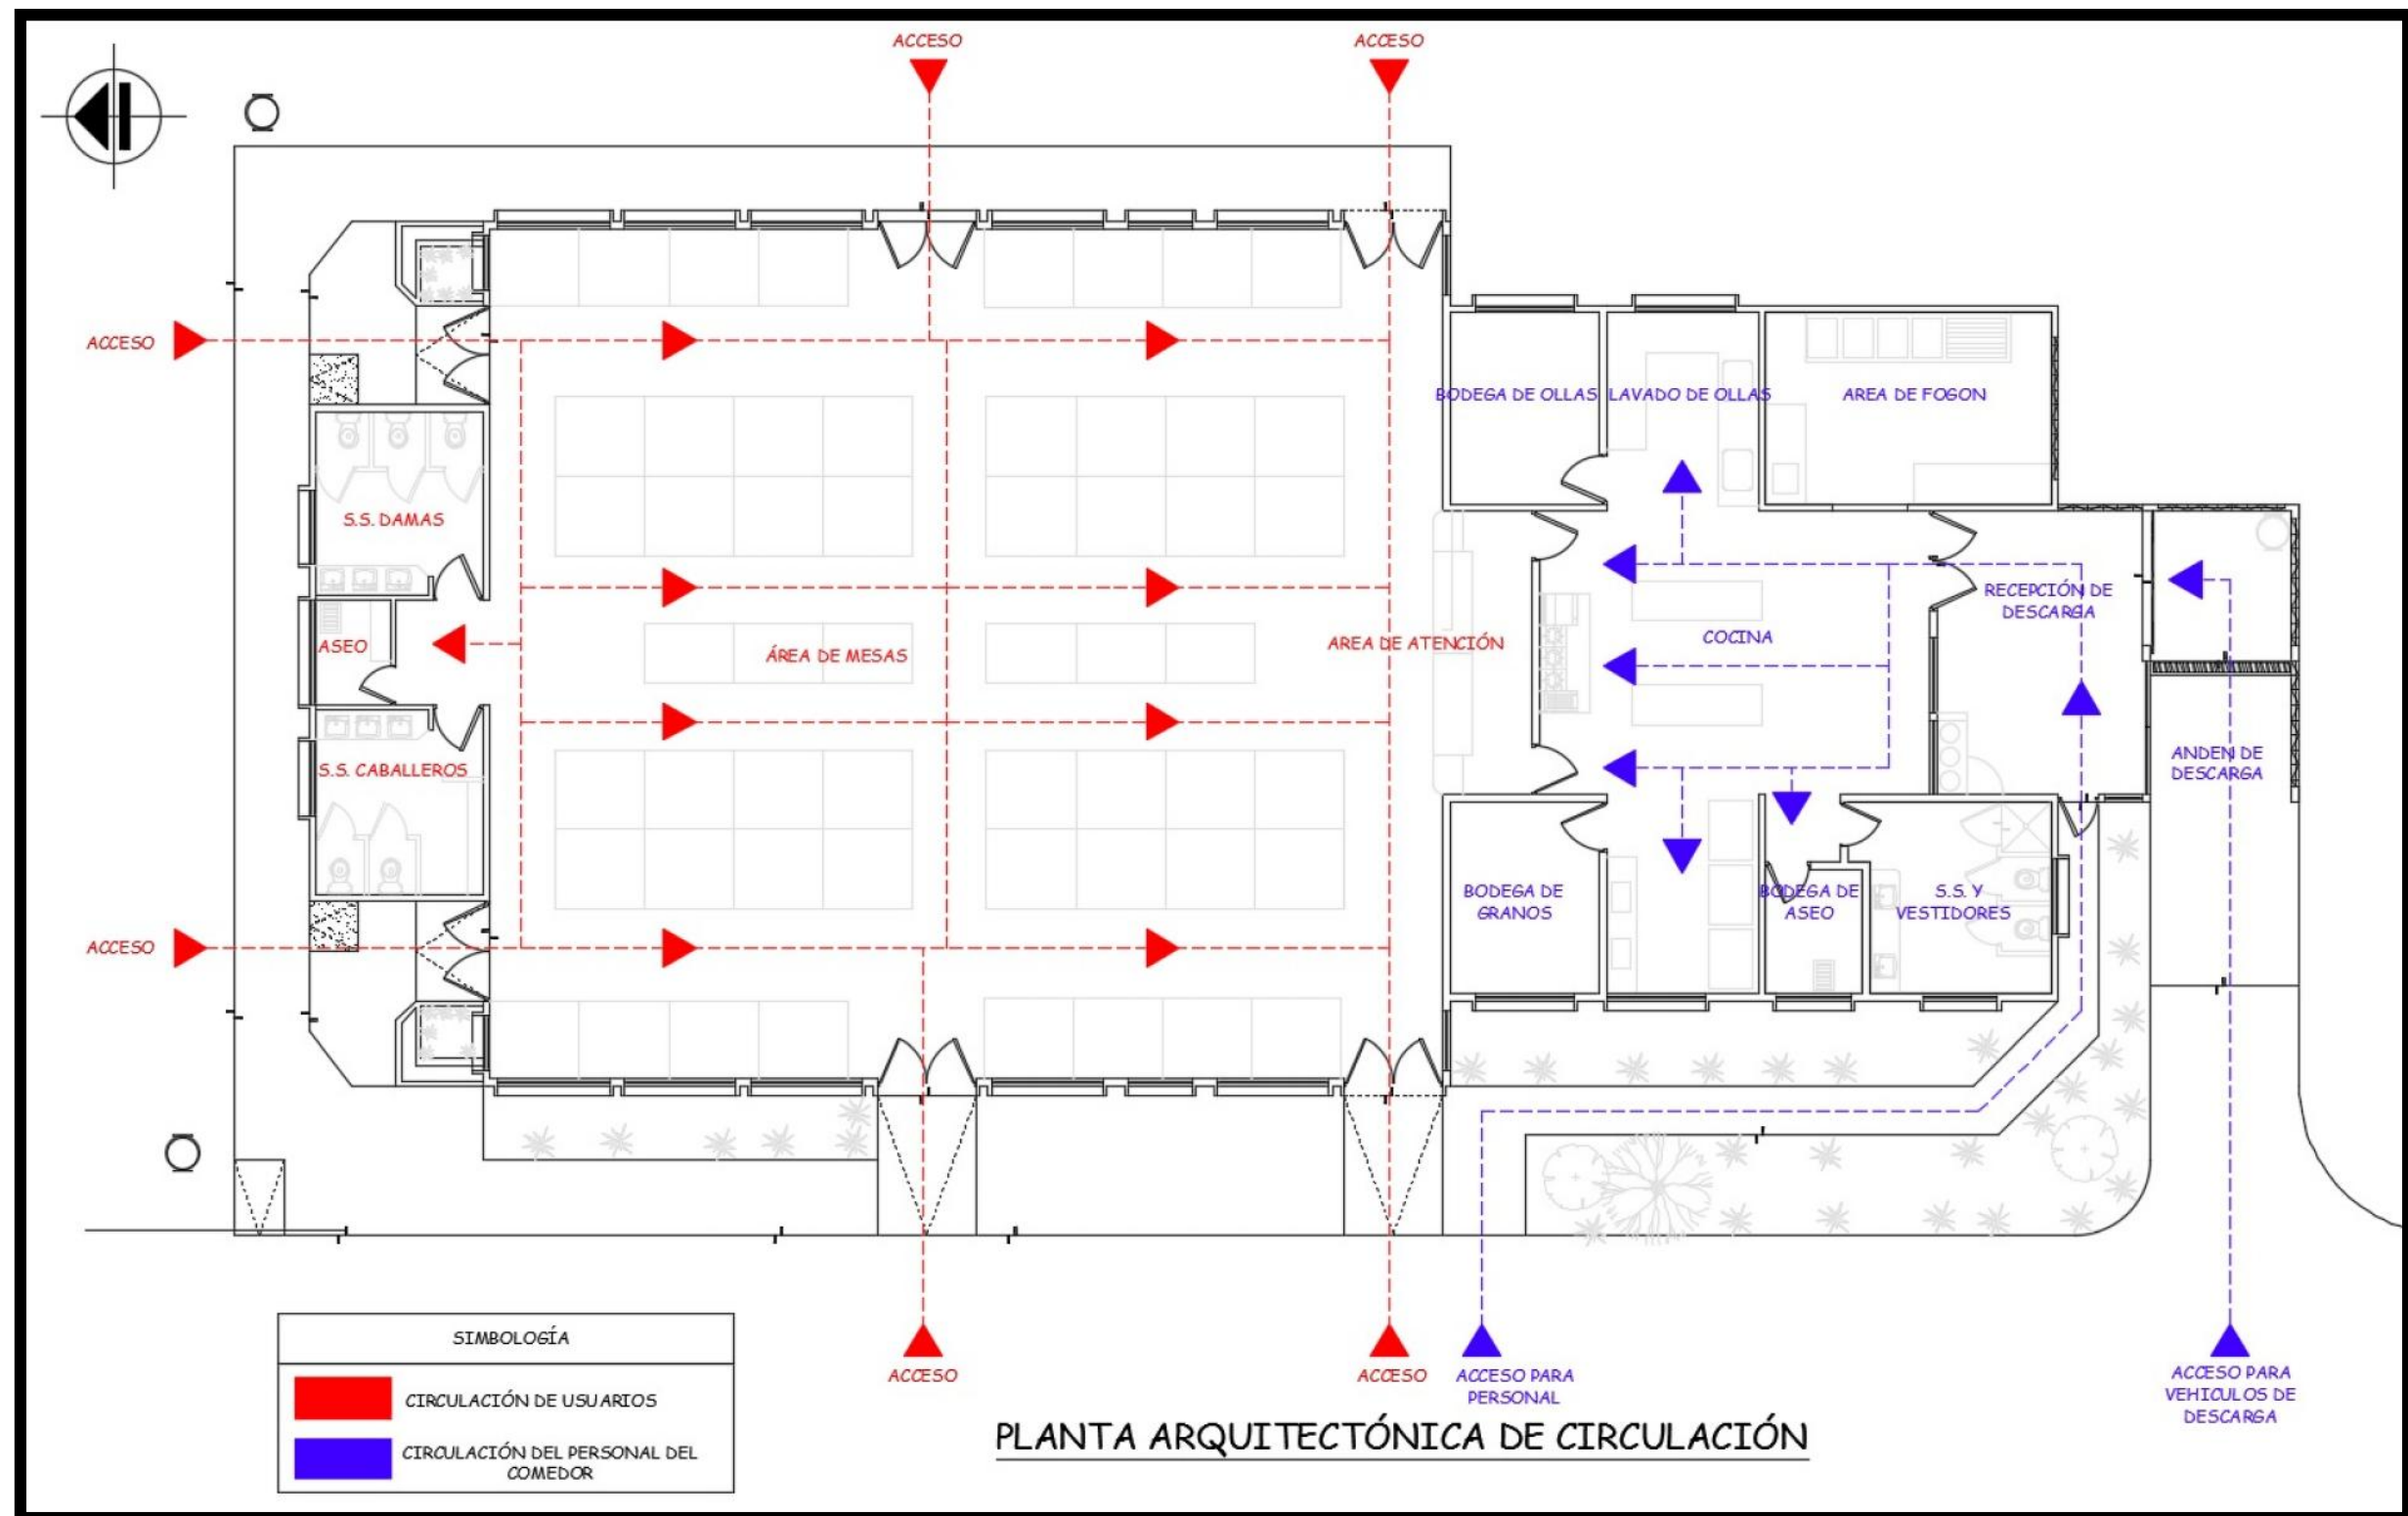 ACCESO
ACCESO
ACCESO
BODEGA DE OLLAS
LAVADO DE OLLAS
AREA DE FOGON
S.S. DAMAS
RECEPCIÓN DE
DESCARGA
ASEO
ÁREA DE MESAS
AREA DE ATENCIÓN
COCINA
S.S. CABALLEROS
ANDEN DE
DESCARGA
BODEGA DE
GRANOS
BODEGA DE
ASEO
S.S. Y
VESTIDORES
ACCESO
ACCESO
ACCESO
ACCESO PARA
PERSONAL
ACCESO PARA
VEHICULOS DE
DESCARGA
SIMBOLOGÍA
CIRCULACIÓN DE USUARIOS
CIRCULACIÓN DEL PERSONAL DEL
COMEDOR
PLANTA ARQUITECTÓNICA DE CIRCULACIÓN